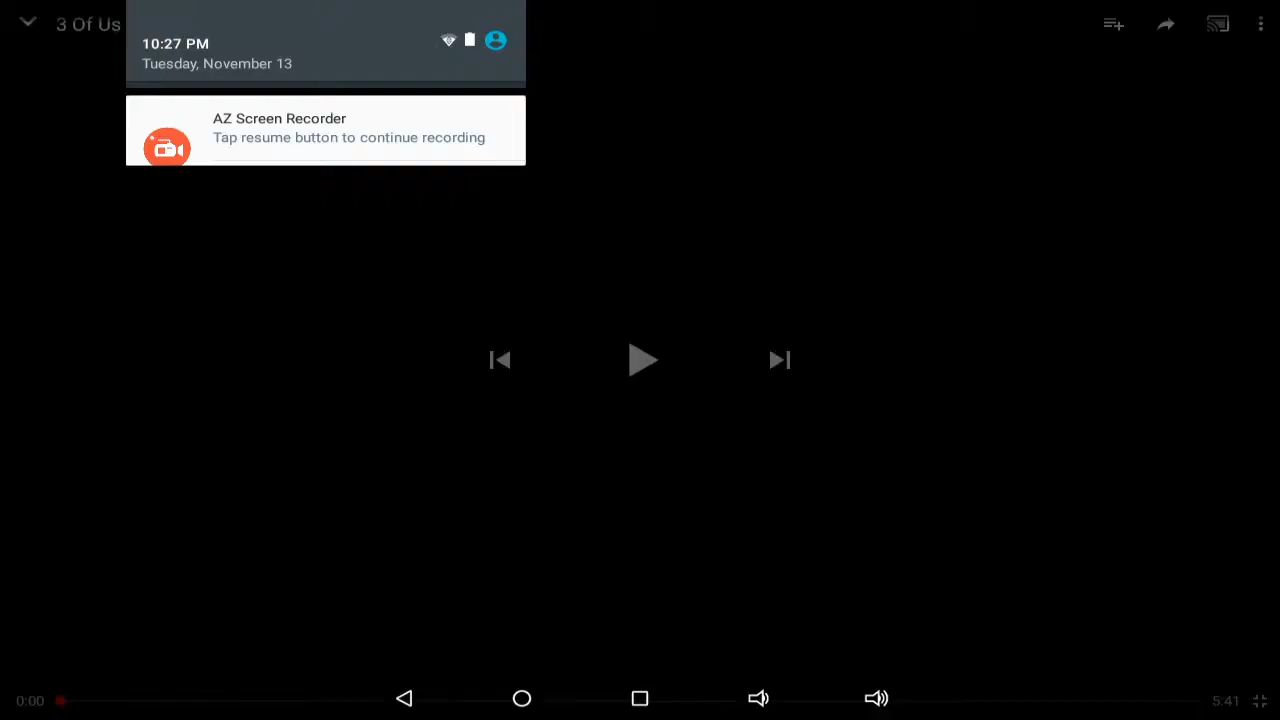 3 Of Us
10:27 PM
Tuesday, November 13
AZ Screen Recorder
Tap resume button to continue recording
0:00
5:41